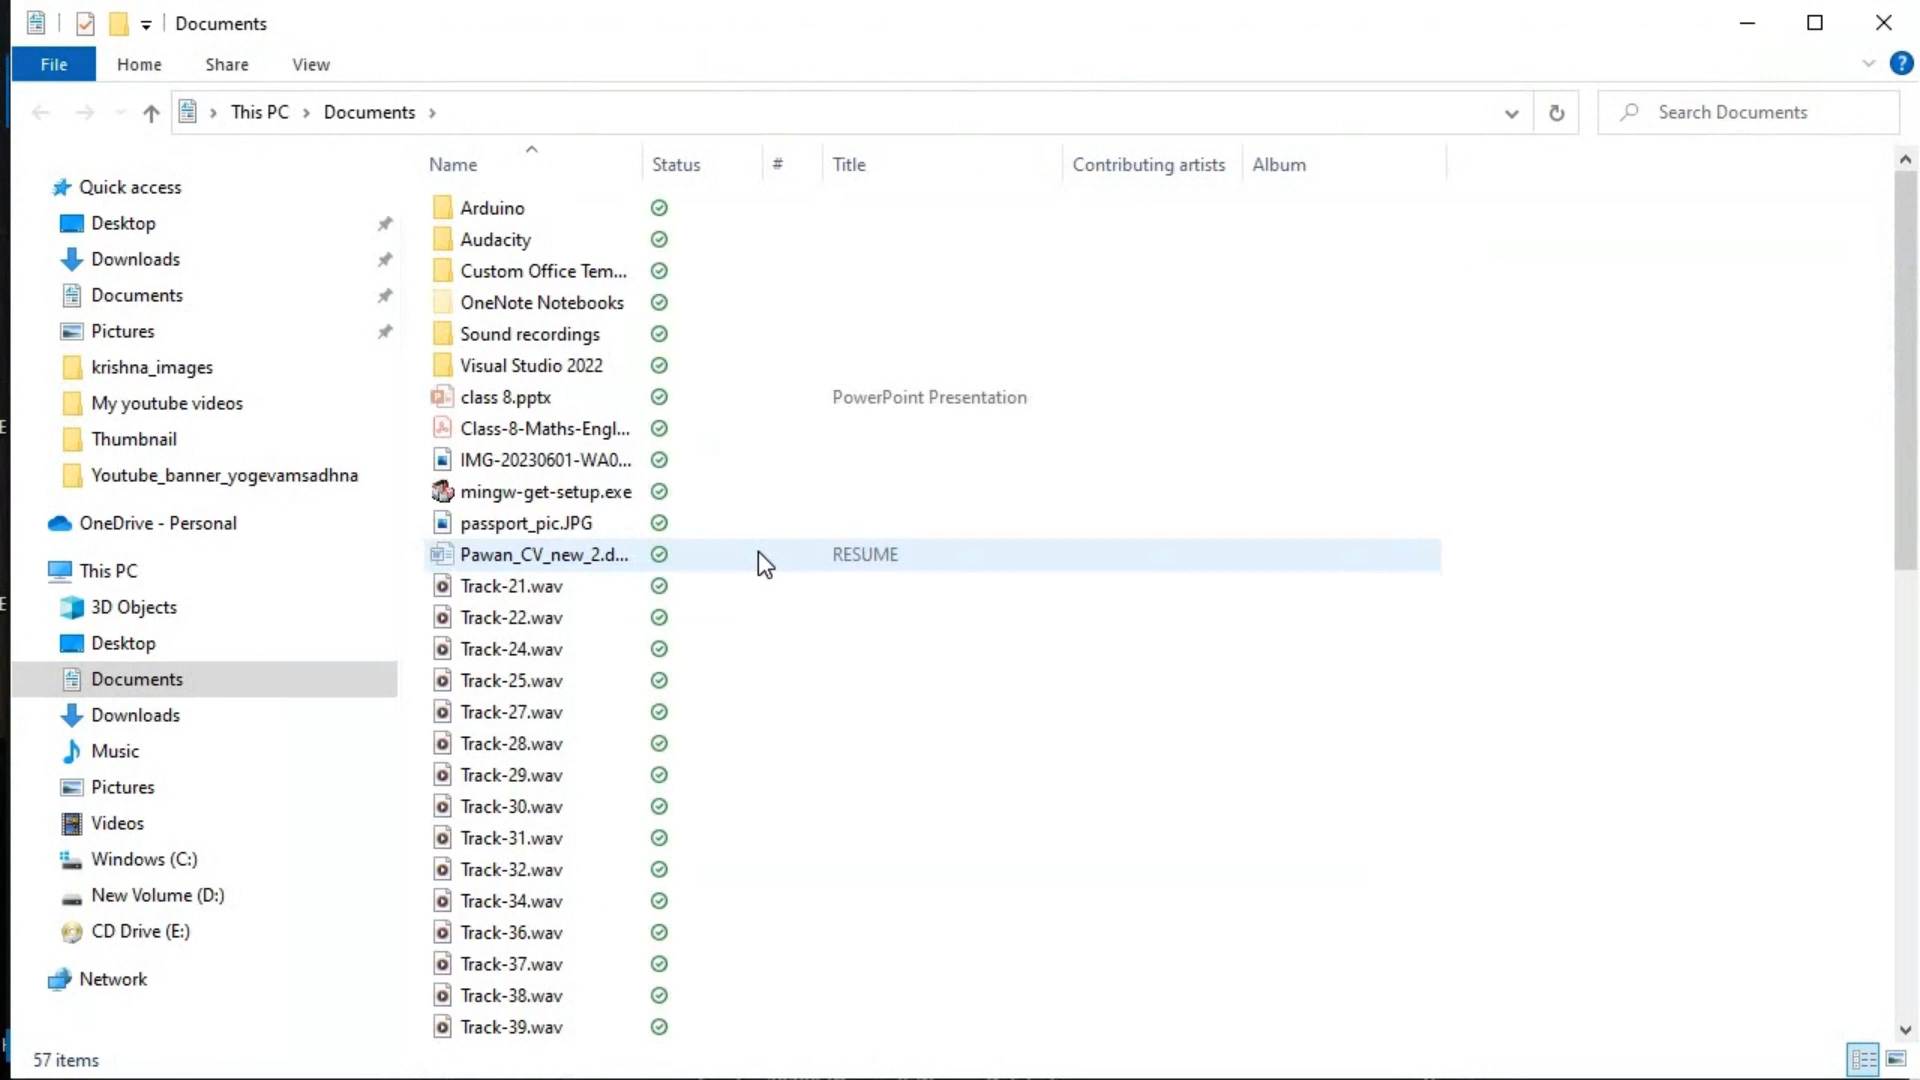 Documents
File Home Share View
This PC > Documents >
Search Documents
Name Status # Title Contributing artists Album
Quick access
Desktop
Downloads
Documents
Pictures
krishna_images
My youtube videos
Thumbnail
Youtube_banner_yogevamsadhna
OneDrive - Personal
This PC
3D Objects
Desktop
Documents
Downloads
Music
Pictures
Videos
Windows (C:)
New Volume (D:)
CD Drive (E:)
Network
Arduino
Audacity
Custom Office Tem...
OneNote Notebooks
Sound recordings
Visual Studio 2022
class 8.pptx PowerPoint Presentation
Class-8-Maths-Engl...
IMG-20230601-WA0...
mingw-get-setup.exe
passport_pic.JPG
Pawan_CV_new_2.d... RESUME
Track-21.wav
Track-22.wav
Track-24.wav
Track-25.wav
Track-27.wav
Track-28.wav
Track-29.wav
Track-30.wav
Track-31.wav
Track-32.wav
Track-34.wav
Track-36.wav
Track-37.wav
Track-38.wav
Track-39.wav
57 items